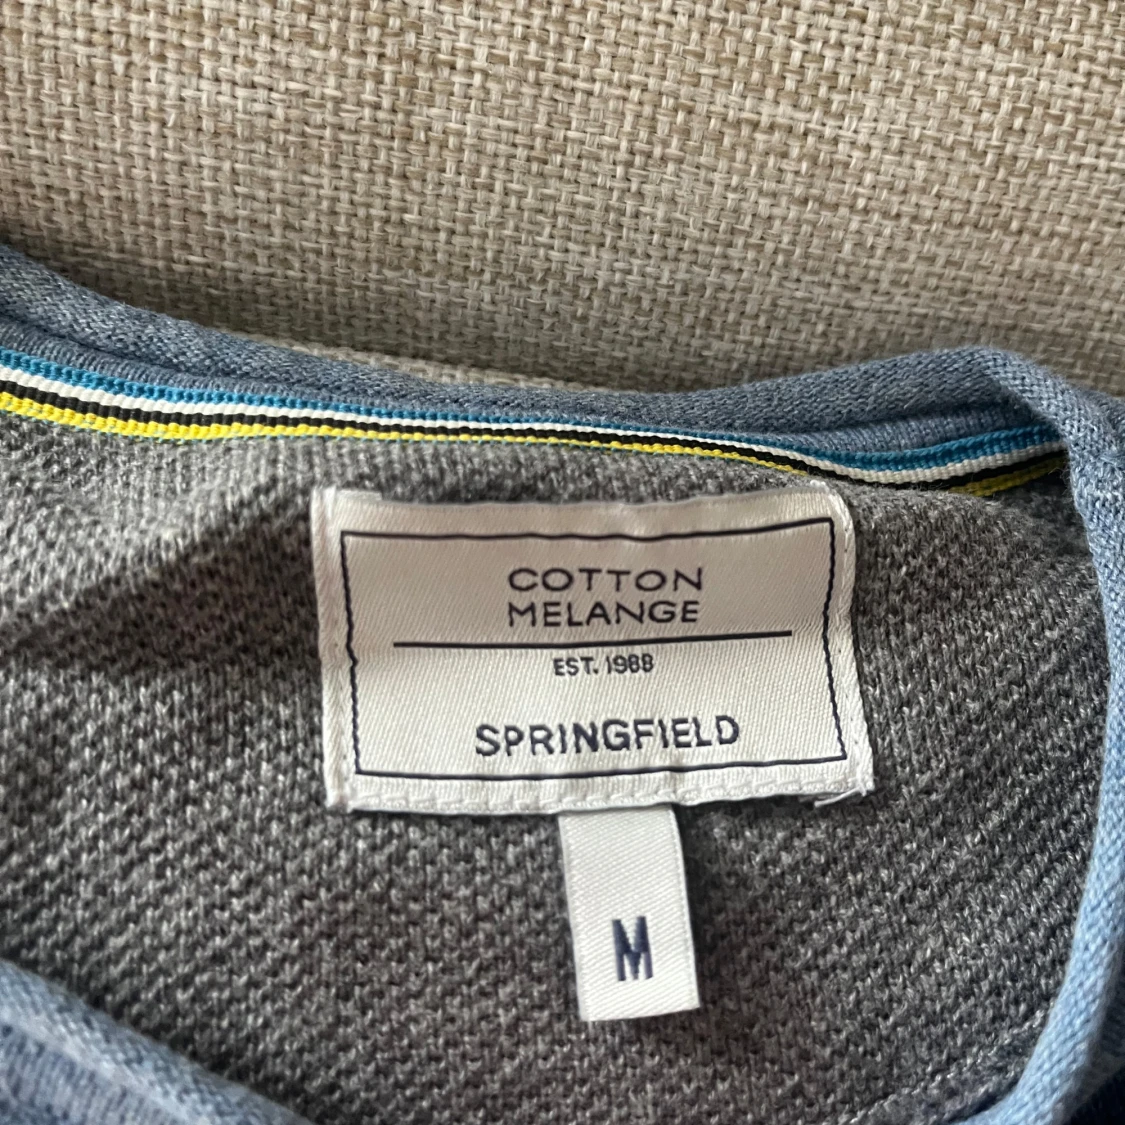 COTTON
MELANGE
EST. 1988
SPRINGFIELD
M